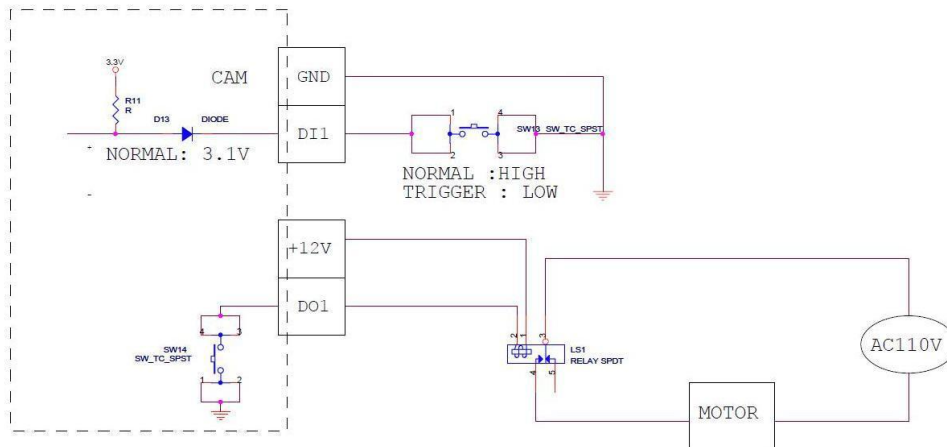 3.3V
CAM
GND
R11
R
D13 DIODE
DI1
1 4
SW13 SW_TC_SPST
2 3
NORMAL: 3.1V
+
-
NORMAL :HIGH
TRIGGER : LOW
+12V
DO1
4 3
SW14
SW_TC_SPST
1 2
2 1 3
LS1
RELAY SPDT
4 5
AC110V
MOTOR